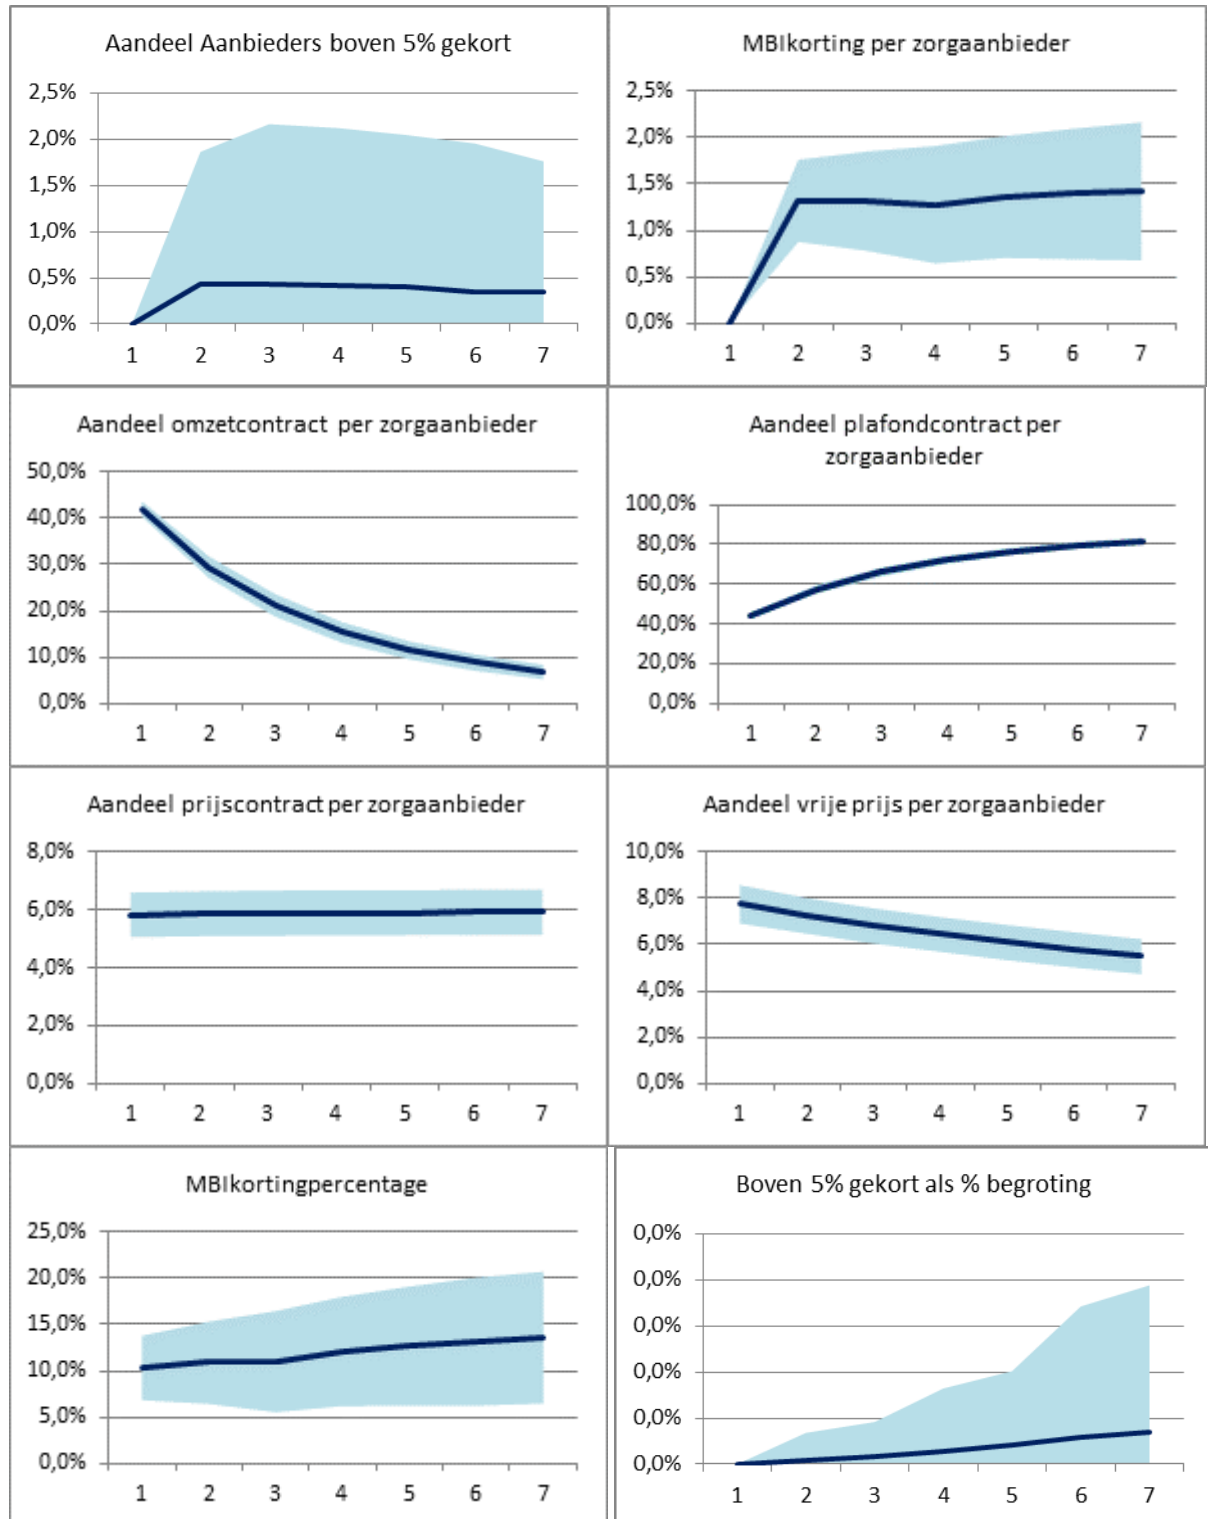 Aandeel Aanbieders boven 5% gekort
2,5%
2,0%
1,5%
1,0%
0,5%
0,0%
1 2 3 4 5 6 7
MBIkorting per zorgaanbieder
2,5%
2,0%
1,5%
1,0%
0,5%
0,0%
1 2 3 4 5 6 7
Aandeel omzetcontract per zorgaanbieder
50,0%
40,0%
30,0%
20,0%
10,0%
0,0%
1 2 3 4 5 6 7
Aandeel plafondcontract per
zorgaanbieder
100,0%
80,0%
60,0%
40,0%
20,0%
0,0%
1 2 3 4 5 6 7
Aandeel prijscontract per zorgaanbieder
8,0%
6,0%
4,0%
2,0%
0,0%
1 2 3 4 5 6 7
Aandeel vrije prijs per zorgaanbieder
10,0%
8,0%
6,0%
4,0%
2,0%
0,0%
1 2 3 4 5 6 7
MBIkortingpercentage
25,0%
20,0%
15,0%
10,0%
5,0%
0,0%
1 2 3 4 5 6 7
Boven 5% gekort als % begroting
0,0%
0,0%
0,0%
0,0%
0,0%
0,0%
1 2 3 4 5 6 7